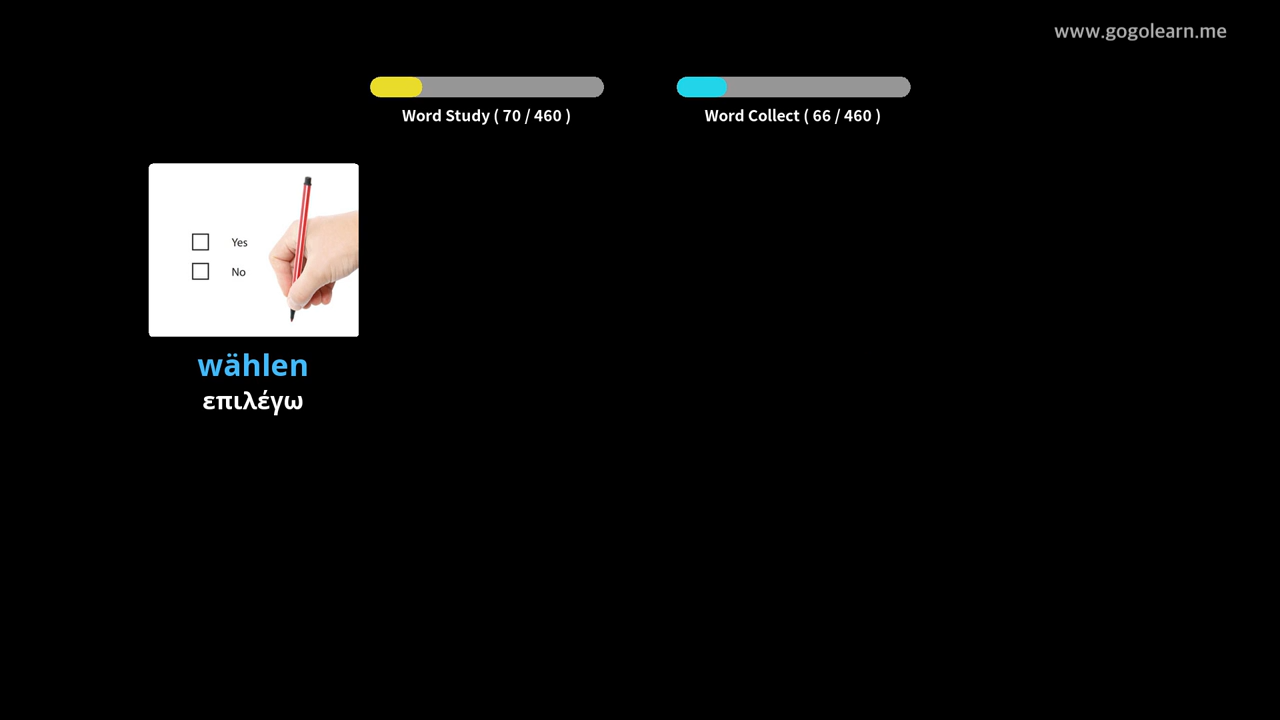 www.gogolearn.me
Word Study ( 70 / 460 )
Word Collect ( 66 / 460 )
Yes
No
wählen
επιλέγω